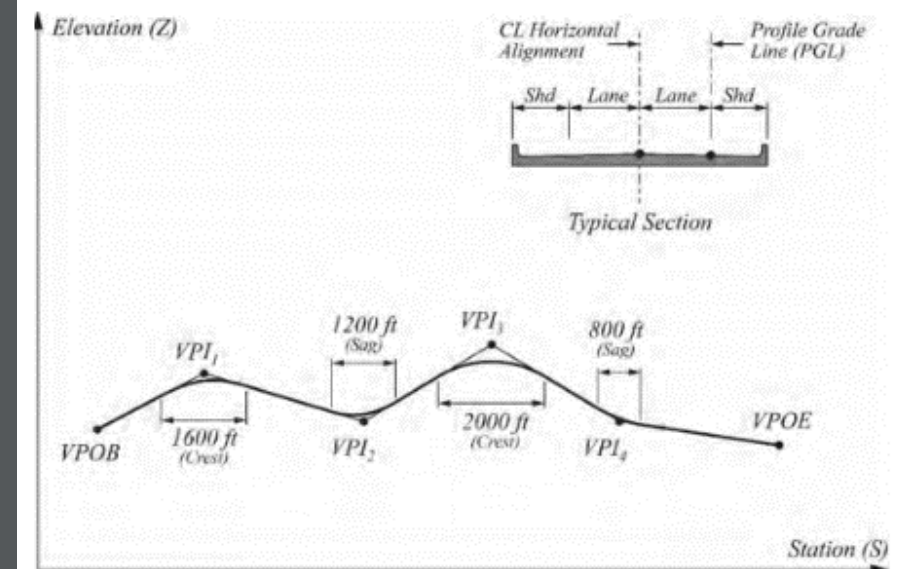 Elevation (Z)
CL Horizontal
Alignment
Profile Grade
Line (PGL)
Shd
Lane
Lane
Shd
Typical Section
VPI1
1200 ft
(Sag)
VPI3
800 ft
(Sag)
VPOB
1600 ft
(Crest)
VPI2
2000 ft
(Crest)
VPI4
VPOE
Station (S)